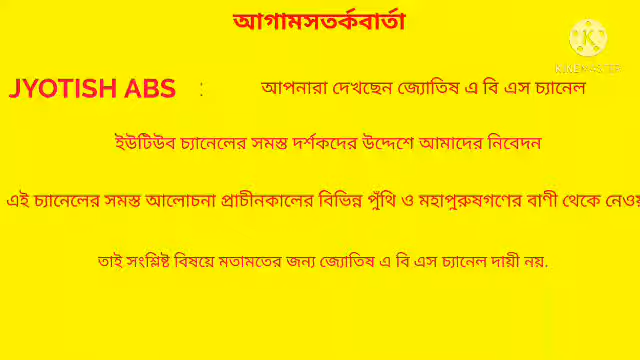 আগামসতর্কবার্তা
KINEMASTER
JYOTISH ABS : আপনারা দেখছেন জ্যোতিষ এ বি এস চ্যানেল
ইউটিউব চ্যানেলের সমস্ত দর্শকদের উদ্দেশে আমাদের নিবেদন
এই চ্যানেলের সমস্ত আলোচনা প্রাচীনকালের বিভিন্ন পুঁথি ও মহাপুরুষগণের বাণী থেকে
তাই সংশ্লিষ্ট বিষয়ে মতামতের জন্য জ্যোতিষ এ বি এস চ্যানেল দায়ী নয়.